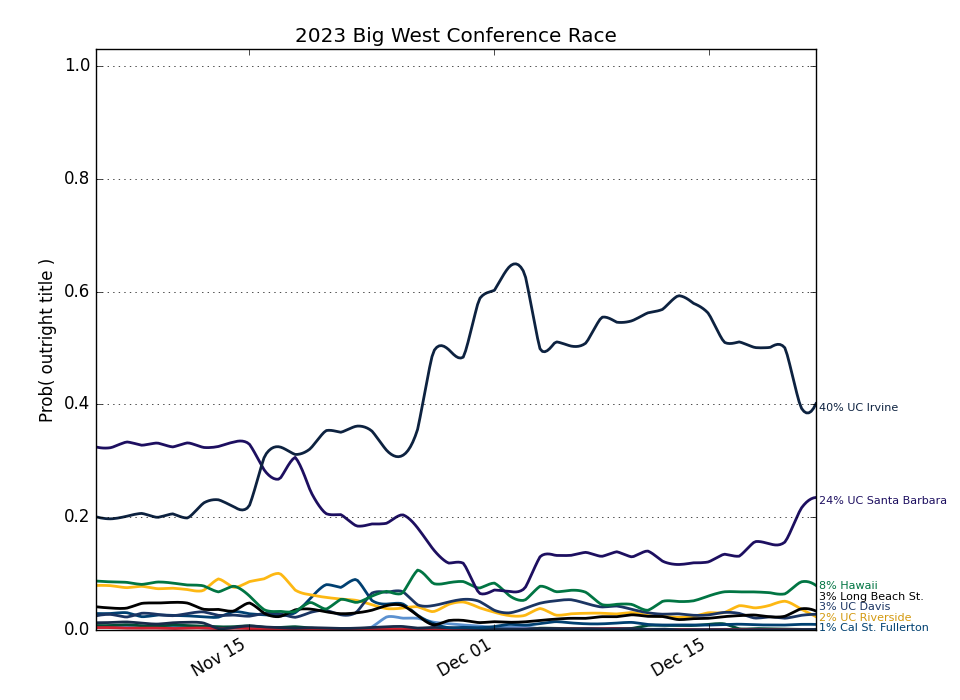 2023 Big West Conference Race
Prob( outright title )
1.0
0.8
0.6
0.4
0.2
0.0
Nov 15
Dec 01
Dec 15
40% UC Irvine
24% UC Santa Barbara
8% Hawaii
3% Long Beach St.
3% UC Davis
2% UC Riverside
1% Cal St. Fullerton